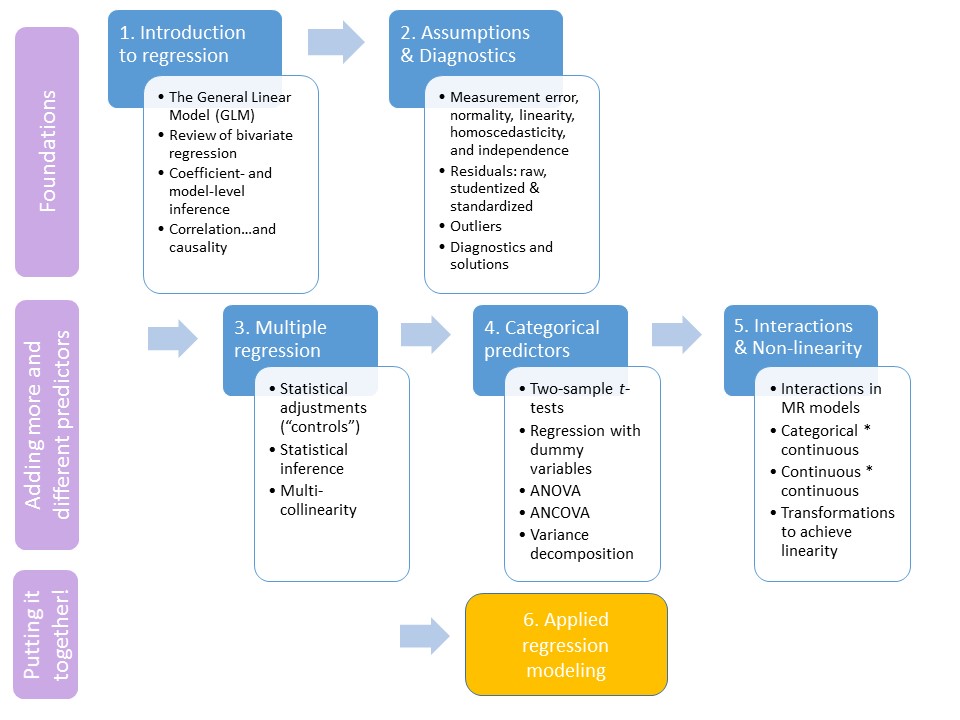 Foundations
1. Introduction
to regression
• The General Linear
Model (GLM)
• Review of bivariate
regression
• Coefficient- and
model-level
inference
• Correlation…and
causality
2. Assumptions
& Diagnostics
• Measurement error,
normality, linearity,
homoscedasticity,
and independence
• Residuals: raw,
studentized &
standardized
• Outliers
• Diagnostics and
solutions
Adding more and
different predictors
3. Multiple
regression
• Statistical
adjustments
(“controls”)
• Statistical
inference
• Multi-
collinearity
4. Categorical
predictors
• Two-sample t-
tests
• Regression with
dummy
variables
• ANOVA
• ANCOVA
• Variance
decomposition
5. Interactions
& Non-linearity
• Interactions in
MR models
• Categorical *
continuous
• Continuous *
continuous
• Transformations
to achieve
linearity
Putting it
together!
6. Applied
regression
modeling